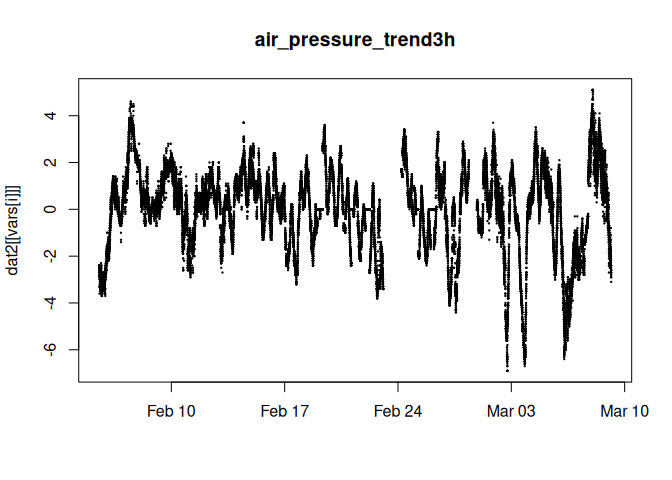 air_pressure_trend3h
dat2[[vars[i]]]
4
2
0
-2
-4
-6
Feb 10
Feb 17
Feb 24
Mar 03
Mar 10